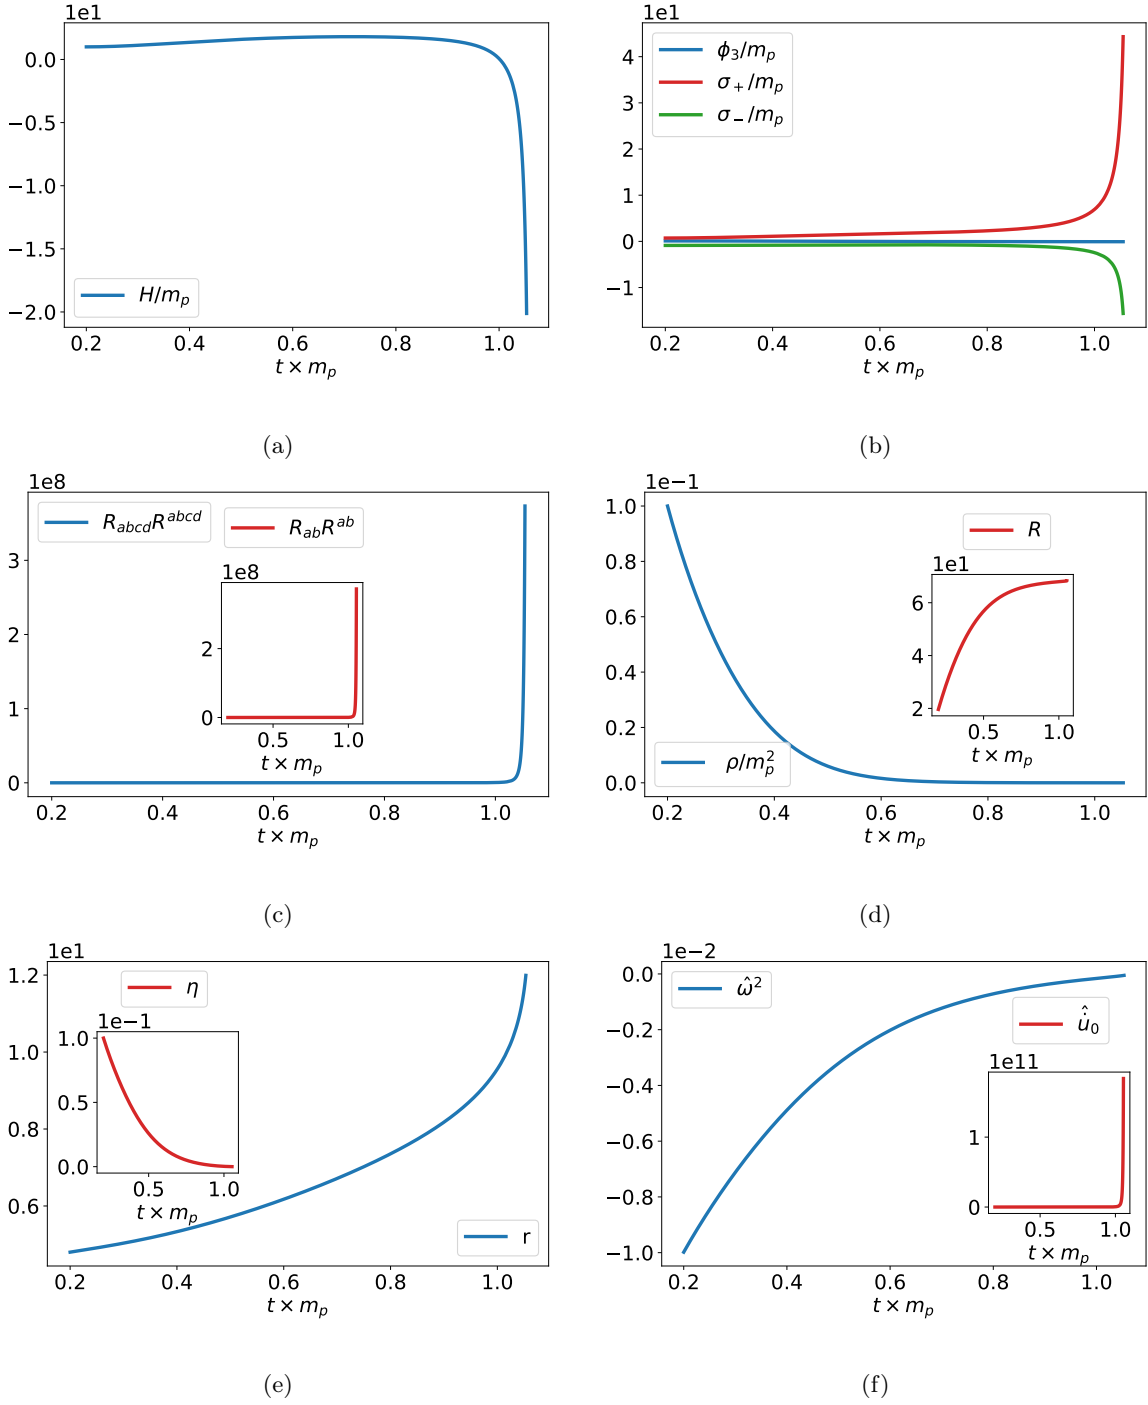 1e1
0.0
−0.5
−1.0
−1.5
−2.0
H/m_p
0.2 0.4 0.6 0.8 1.0
t × m_p
(a)
1e1
4
2
0
−1
ϕ_3/m_p
σ_+/m_p
σ_−/m_p
0.2 0.4 0.6 0.8 1.0
t × m_p
(b)
1e8
3
1
0
R_{abcd}R^{abcd}
R_{ab}R^{ab}
1e8
2
0
0.5 1.0
t × m_p
0.2 0.4 0.6 0.8 1.0
t × m_p
(c)
1e−1
1.0
0.8
0.6
0.4
0.2
0.0
ρ/m_p^2
R
1e1
6
4
2
0.5 1.0
t × m_p
0.2 0.4 0.6 0.8 1.0
t × m_p
(d)
1e1
1.2
1.0
0.8
0.6
η
1e−1
1.0
0.5
0.0
0.5 1.0
t × m_p
r
0.2 0.4 0.6 0.8 1.0
t × m_p
(e)
1e−2
0.0
−0.2
−0.4
−0.6
−0.8
−1.0
ω̂^2
\hat{\dot{u}}_0
1e11
1
0
0.5 1.0
t × m_p
0.2 0.4 0.6 0.8 1.0
t × m_p
(f)